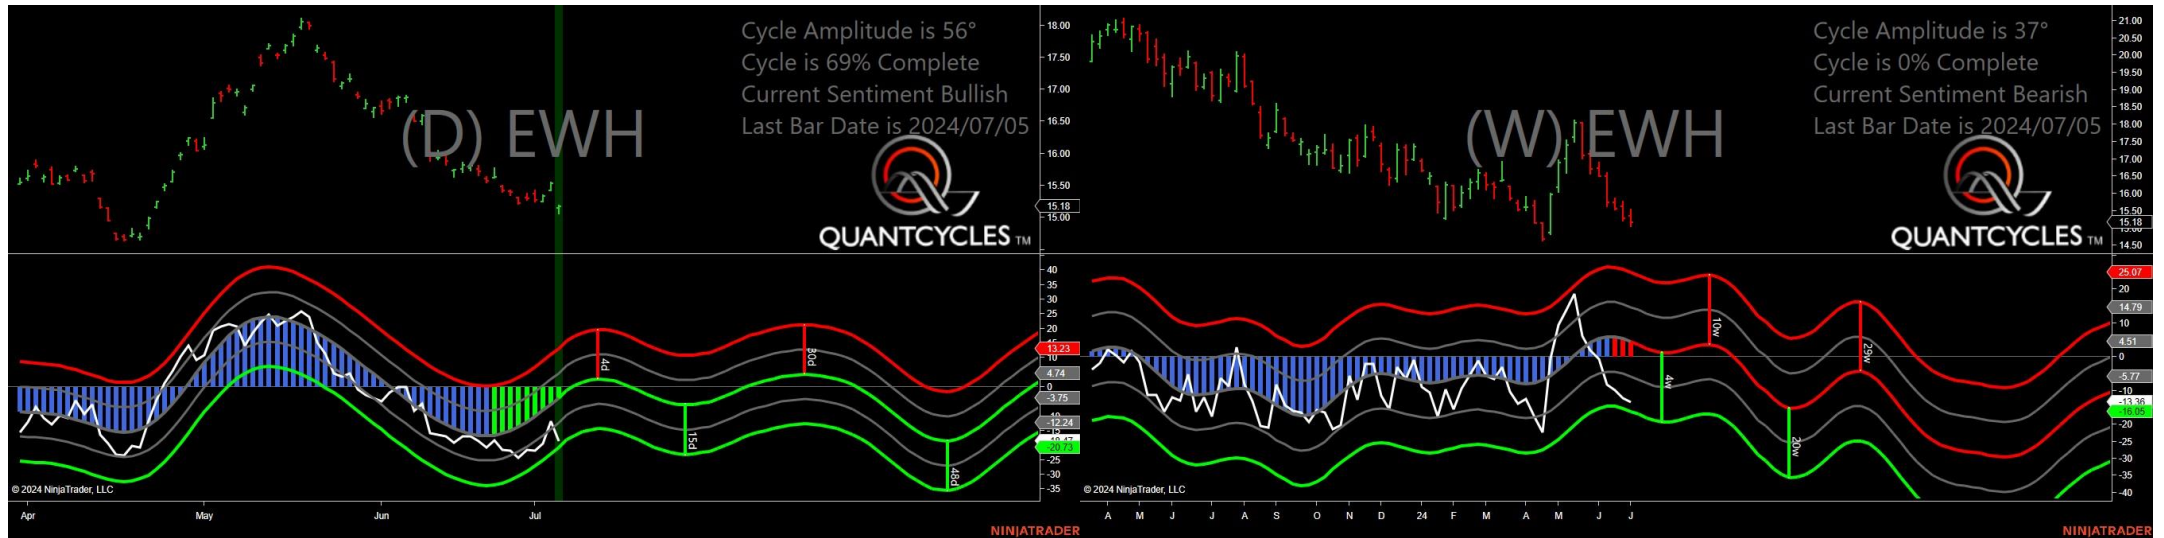 Cycle Amplitude is 56°
Cycle is 69% Complete
Current Sentiment Bullish
Last Bar Date is 2024/07/05
(D) EWH
QUANTCYCLES TM
18.00
17.50
17.00
16.50
16.00
15.50
15.18
15.00
40
35
30
25
20
15
13.23
10
4.74
0
-3.75
-10
-12.24
-15
-20.73
-25
-30
-35
4d
15d
30d
48d
© 2024 NinjaTrader, LLC
Apr May Jun Jul
NINJATRADER
Cycle Amplitude is 37°
Cycle is 0% Complete
Current Sentiment Bearish
Last Bar Date is 2024/07/05
(W) EWH
QUANTCYCLES TM
21.00
20.50
20.00
19.50
19.00
18.50
18.00
17.50
17.00
16.50
16.00
15.50
15.18
15.00
14.50
25.07
20
14.79
10
4.51
0
-5.77
-10
-13.36
-16.05
-20
-25
-30
-35
-40
4w
10w
20w
29w
© 2024 NinjaTrader, LLC
A M J J A S O N D 24 F M A M J J
NINJATRADER